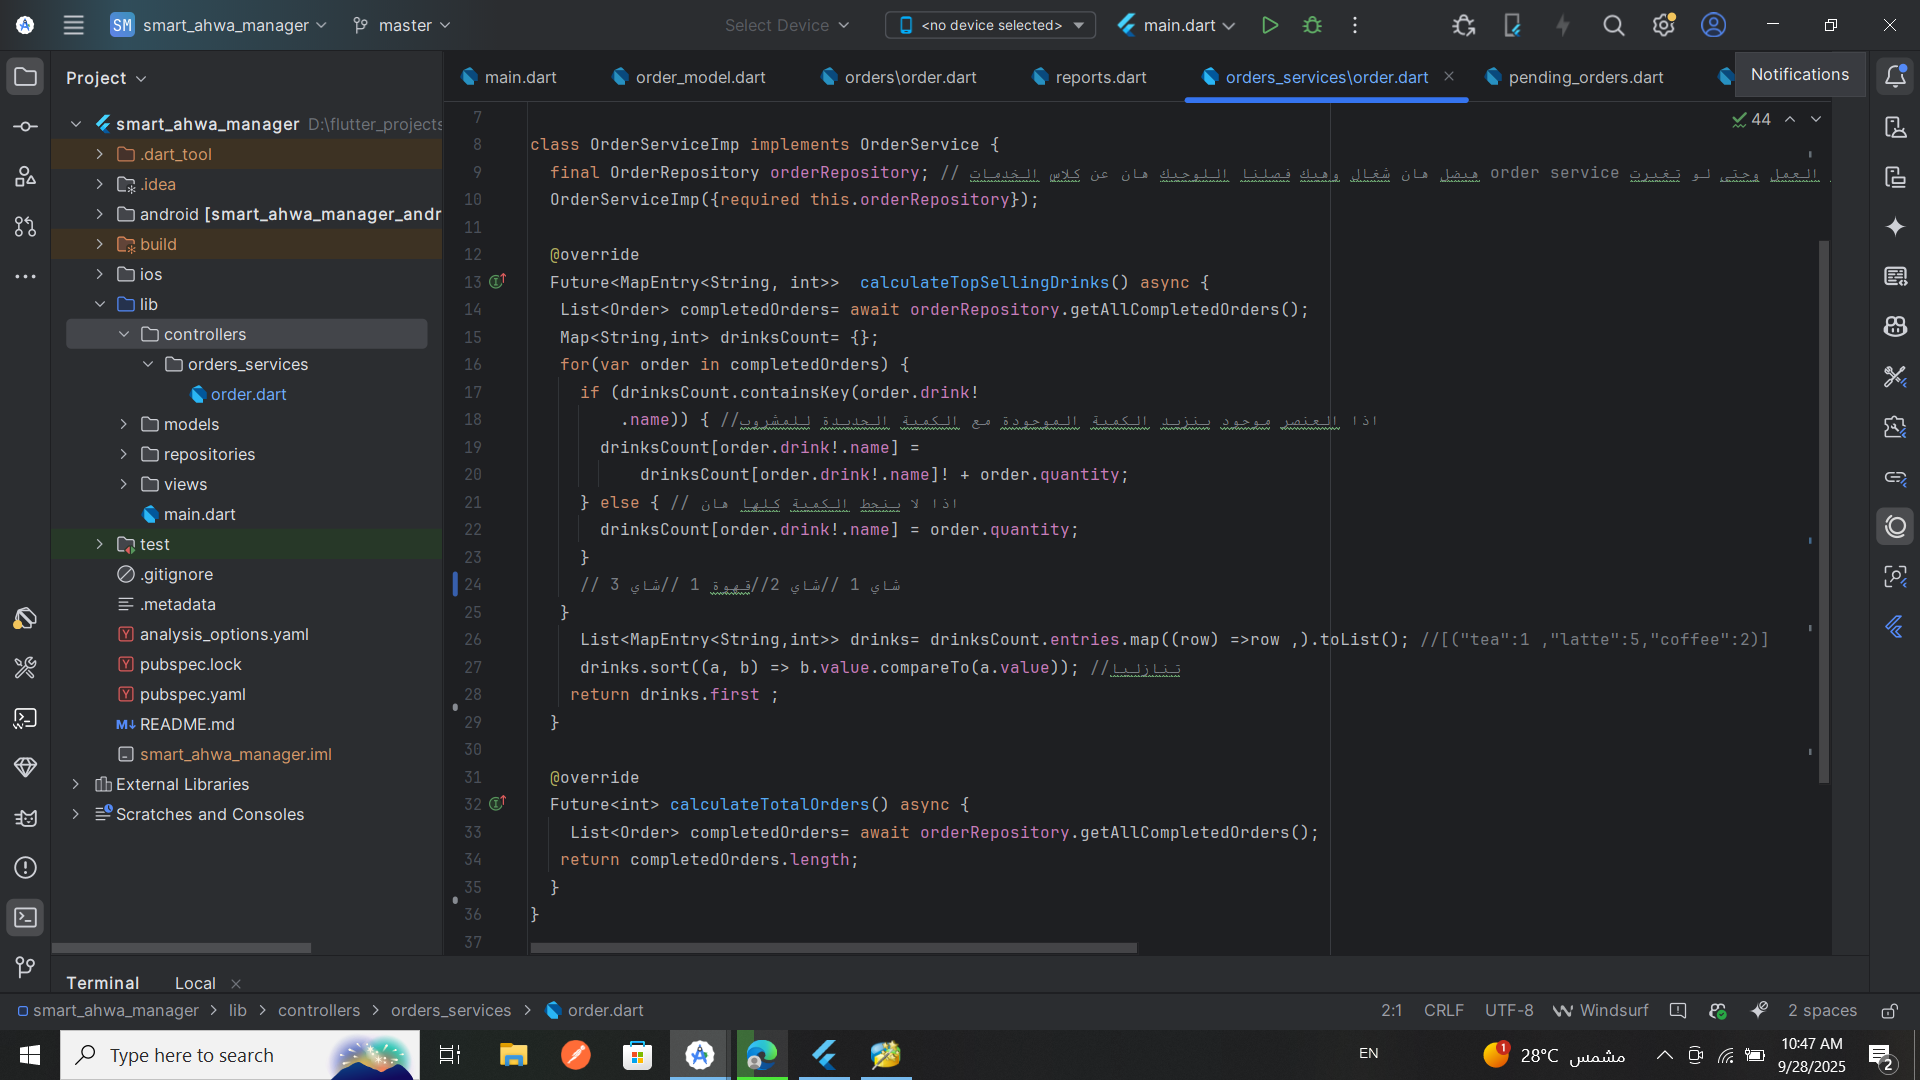 SM smart_ahwa_manager
master
Select Device
<no device selected>
main.dart
Project
main.dart
order_model.dart
orders\order.dart
reports.dart
orders_services\order.dart
pending_orders.dart
Notifications
smart_ahwa_manager D:\flutter_projects
.dart_tool
.idea
android [smart_ahwa_manager_andr
build
ios
lib
controllers
orders_services
order.dart
models
repositories
views
main.dart
test
.gitignore
.metadata
analysis_options.yaml
pubspec.lock
pubspec.yaml
README.md
smart_ahwa_manager.iml
External Libraries
Scratches and Consoles
44
7
8 class OrderServiceImp implements OrderService {
9 final OrderRepository orderRepository; // العمل وحتى لو تغيرت order service هيضل هان شغال وهيك فصلنا اللوجيك هان عن كلاس الخدمات
10 OrderServiceImp({required this.orderRepository});
11
12 @override
13 Future<MapEntry<String, int>>  calculateTopSellingDrinks() async {
14 List<Order> completedOrders= await orderRepository.getAllCompletedOrders();
15 Map<String,int> drinksCount= {};
16 for(var order in completedOrders) {
17 if (drinksCount.containsKey(order.drink!
18 .name)) { //اذا العنصر موجود بنزيد الكمية الموجودة مع الكمية الجديدة للمشروب
19 drinksCount[order.drink!.name] =
20 drinksCount[order.drink!.name]! + order.quantity;
21 } else { // اذا لا بنحط الكمية كلها هان
22 drinksCount[order.drink!.name] = order.quantity;
23 }
24 // شاي 1 //شاي 2//قهوة 1 //شاي 3
25 }
26 List<MapEntry<String,int>> drinks= drinksCount.entries.map((row) =>row ,).toList(); //[("tea":1 ,"latte":5,"coffee":2)]
27 drinks.sort((a, b) => b.value.compareTo(a.value)); //تنازليا
28 return drinks.first ;
29 }
30
31 @override
32 Future<int> calculateTotalOrders() async {
33 List<Order> completedOrders= await orderRepository.getAllCompletedOrders();
34 return completedOrders.length;
35 }
36 }
37
Terminal Local
smart_ahwa_manager > lib > controllers > orders_services > order.dart
2:1 CRLF UTF-8 Windsurf 2 spaces
Type here to search
EN
1
28°C مشمس
10:47 AM
9/28/2025
2